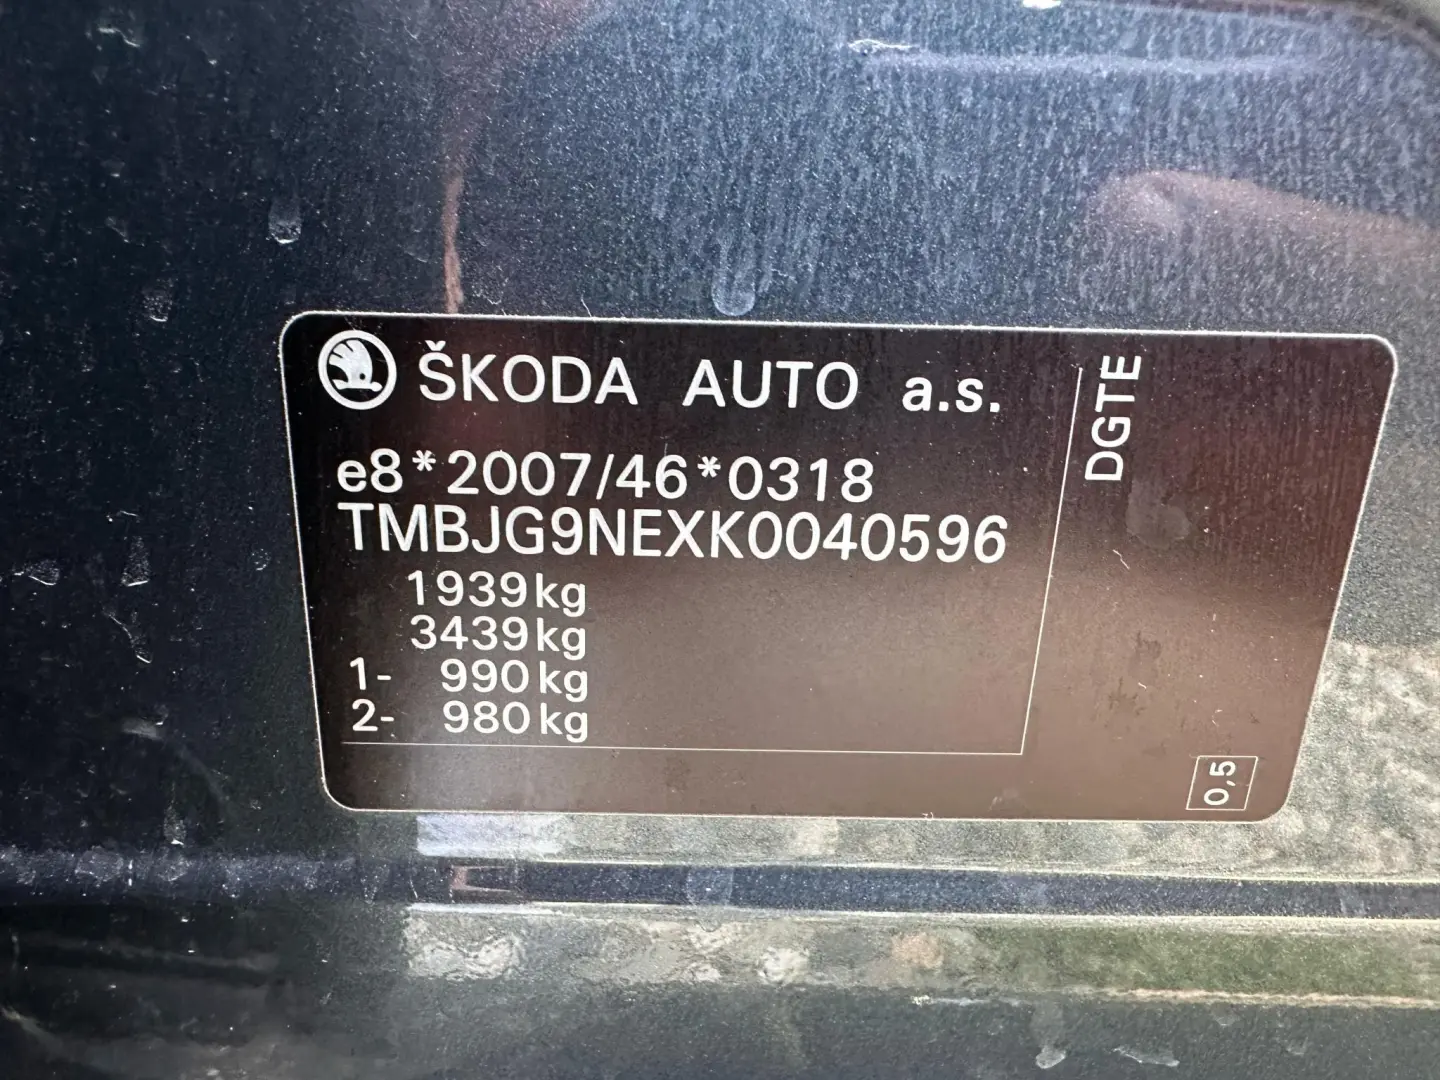 ŠKODA AUTO a.s.
e8*2007/46*0318
TMBJG9NEXK0040596
1939kg
3439kg
1- 990kg
2- 980kg
DGTE
0,5